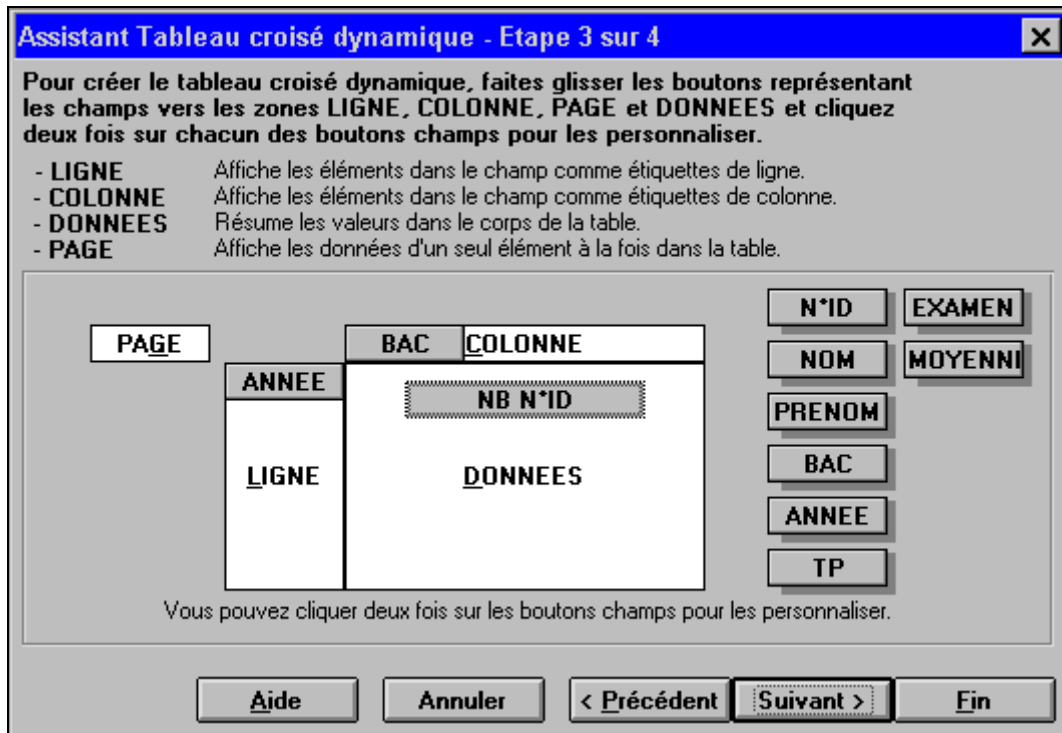 Assistant Tableau croisé dynamique - Etape 3 sur 4
Pour créer le tableau croisé dynamique, faites glisser les boutons représentant
les champs vers les zones LIGNE, COLONNE, PAGE et DONNEES et cliquez
deux fois sur chacun des boutons champs pour les personnaliser.
- LIGNE Affiche les éléments dans le champ comme étiquettes de ligne.
- COLONNE Affiche les éléments dans le champ comme étiquettes de colonne.
- DONNEES Résume les valeurs dans le corps de la table.
- PAGE Affiche les données d'un seul élément à la fois dans la table.
PAGE
BAC COLONNE
ANNEE
NB N*ID
LIGNE
DONNEES
N*ID EXAMEN
NOM MOYENNI
PRENOM
BAC
ANNEE
TP
Vous pouvez cliquer deux fois sur les boutons champs pour les personnaliser.
Aide Annuler < Précédent Suivant > Fin